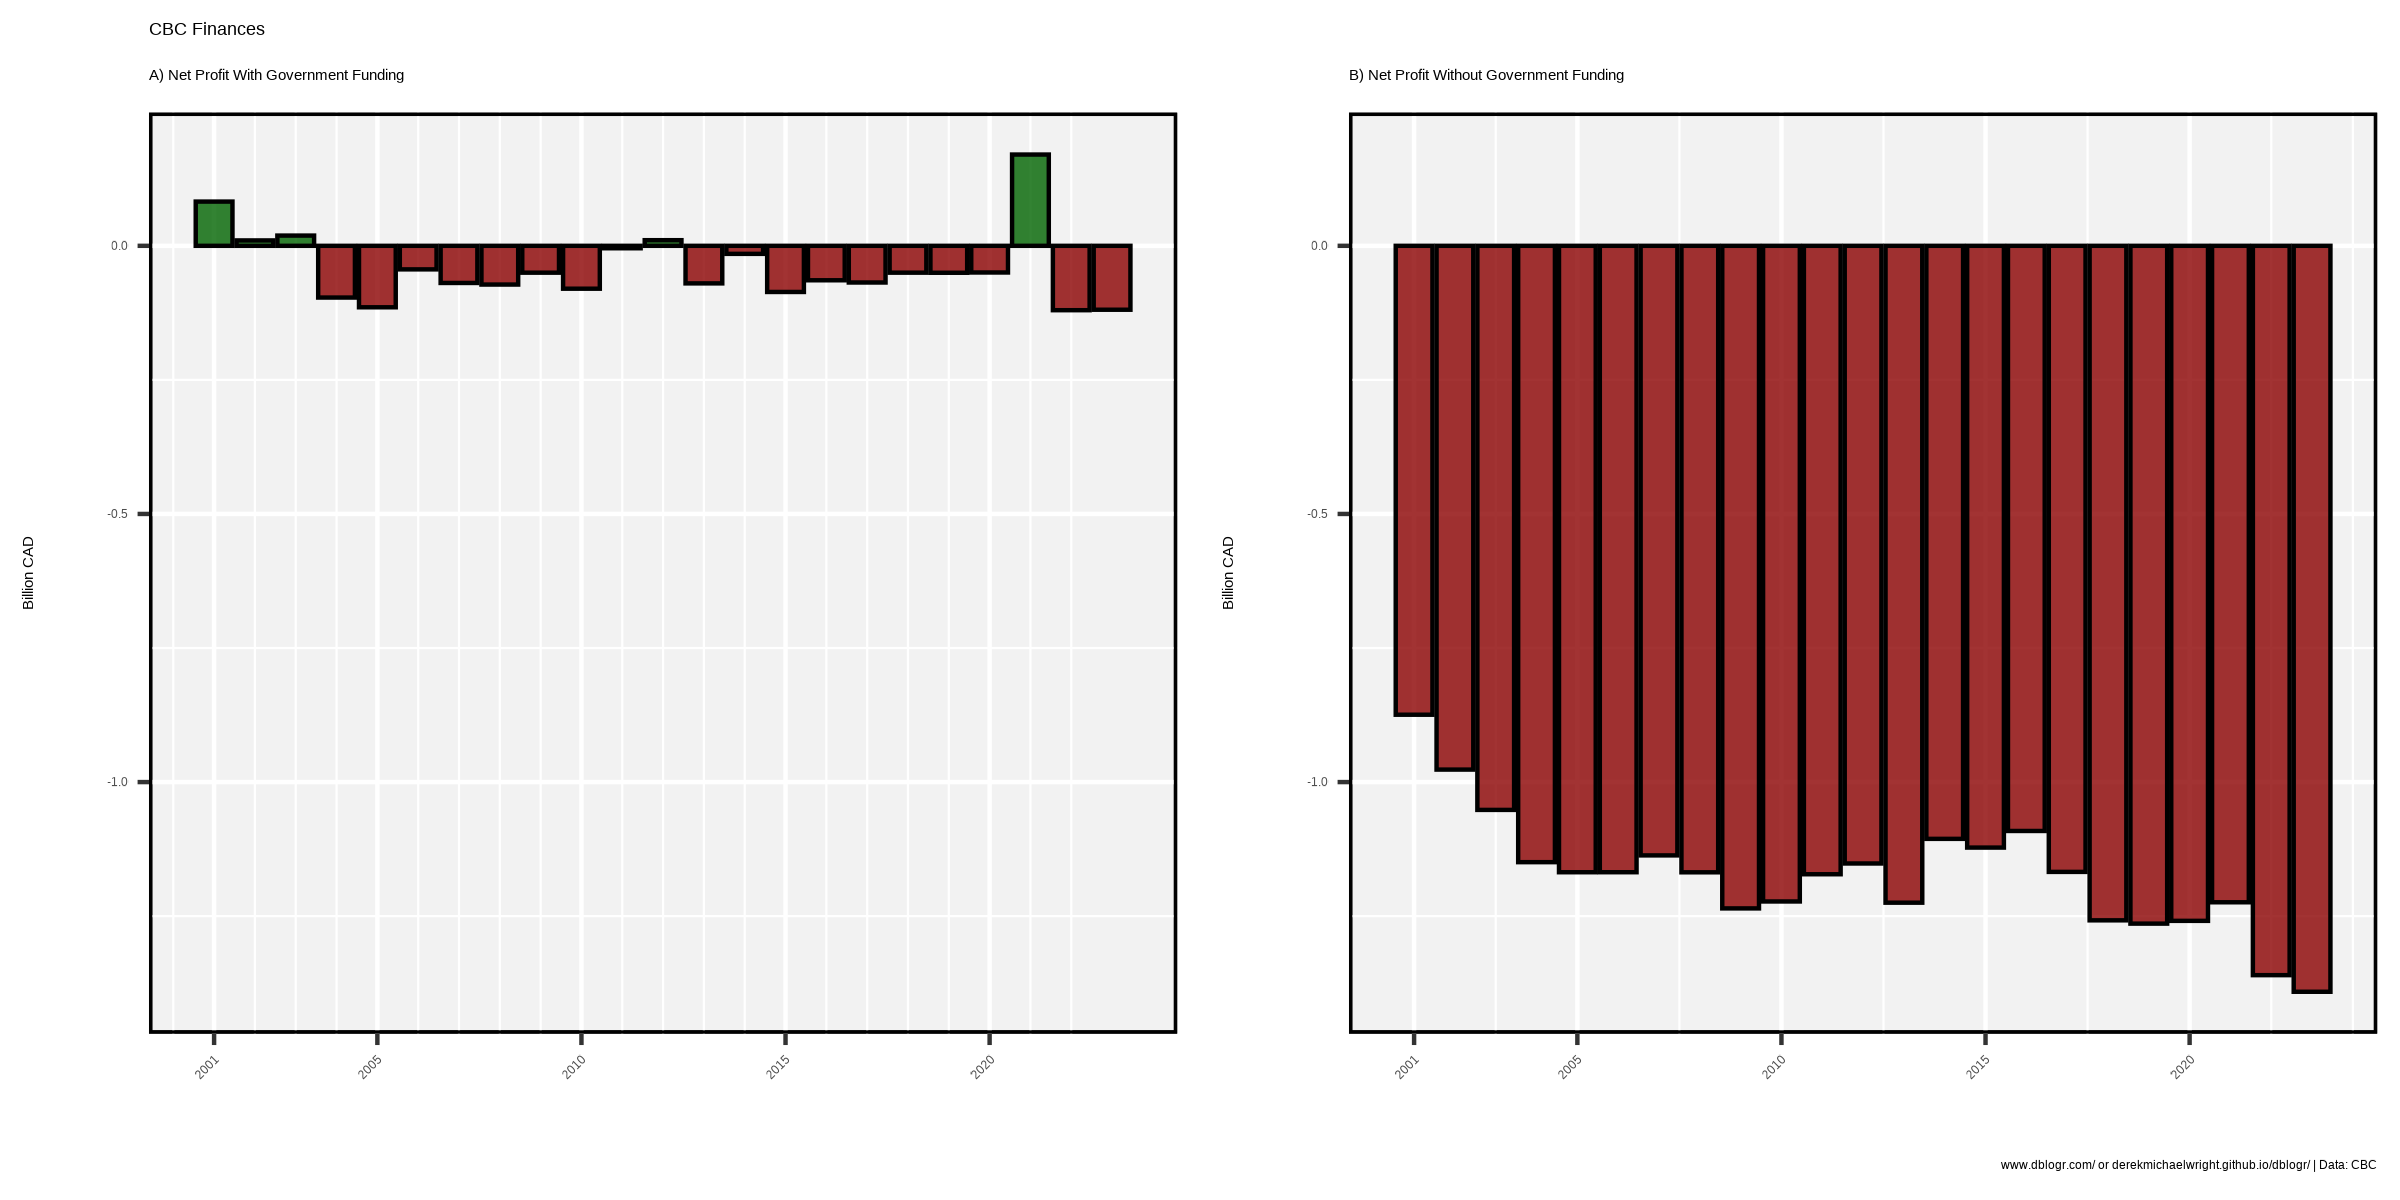 CBC Finances
A) Net Profit With Government Funding
B) Net Profit Without Government Funding
Billion CAD
0.0
-0.5
-1.0
2001
2005
2010
2015
2020
Billion CAD
0.0
-0.5
-1.0
2001
2005
2010
2015
2020
www.dblogr.com/ or derekmichaelwright.github.io/dblogr/ | Data: CBC